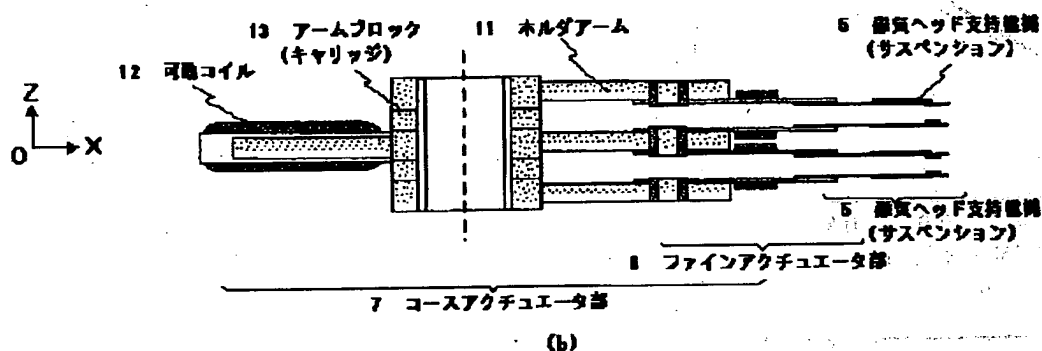 13 アームブロック
(キャリッジ)
11 ホルダアーム
5 磁気ヘッド支持機構
(サスペンション)
12 可動コイル
Z
O
X
5 磁気ヘッド支持機構
(サスペンション)
6 ファインアクチュエータ部
7 コースアクチュエータ部
(b)